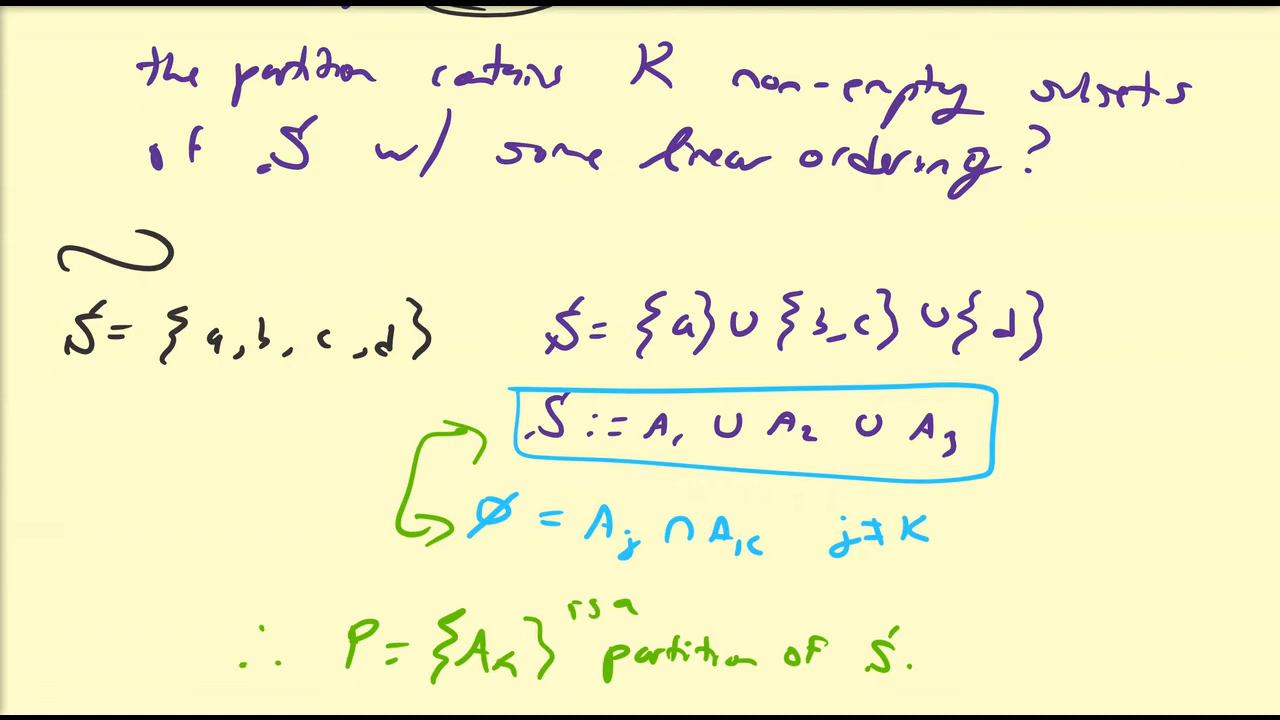 the partition contains K non-empty subsets
of S w/ some linear ordering?
S = {a, b, c, d} S = {a} ∪ {b, c} ∪ {d}
S := A₁ ∪ A₂ ∪ A₃
∅ = Aⱼ ∩ Aₖ j ≠ K
∴ P = {Aₖ} is a partition of S.